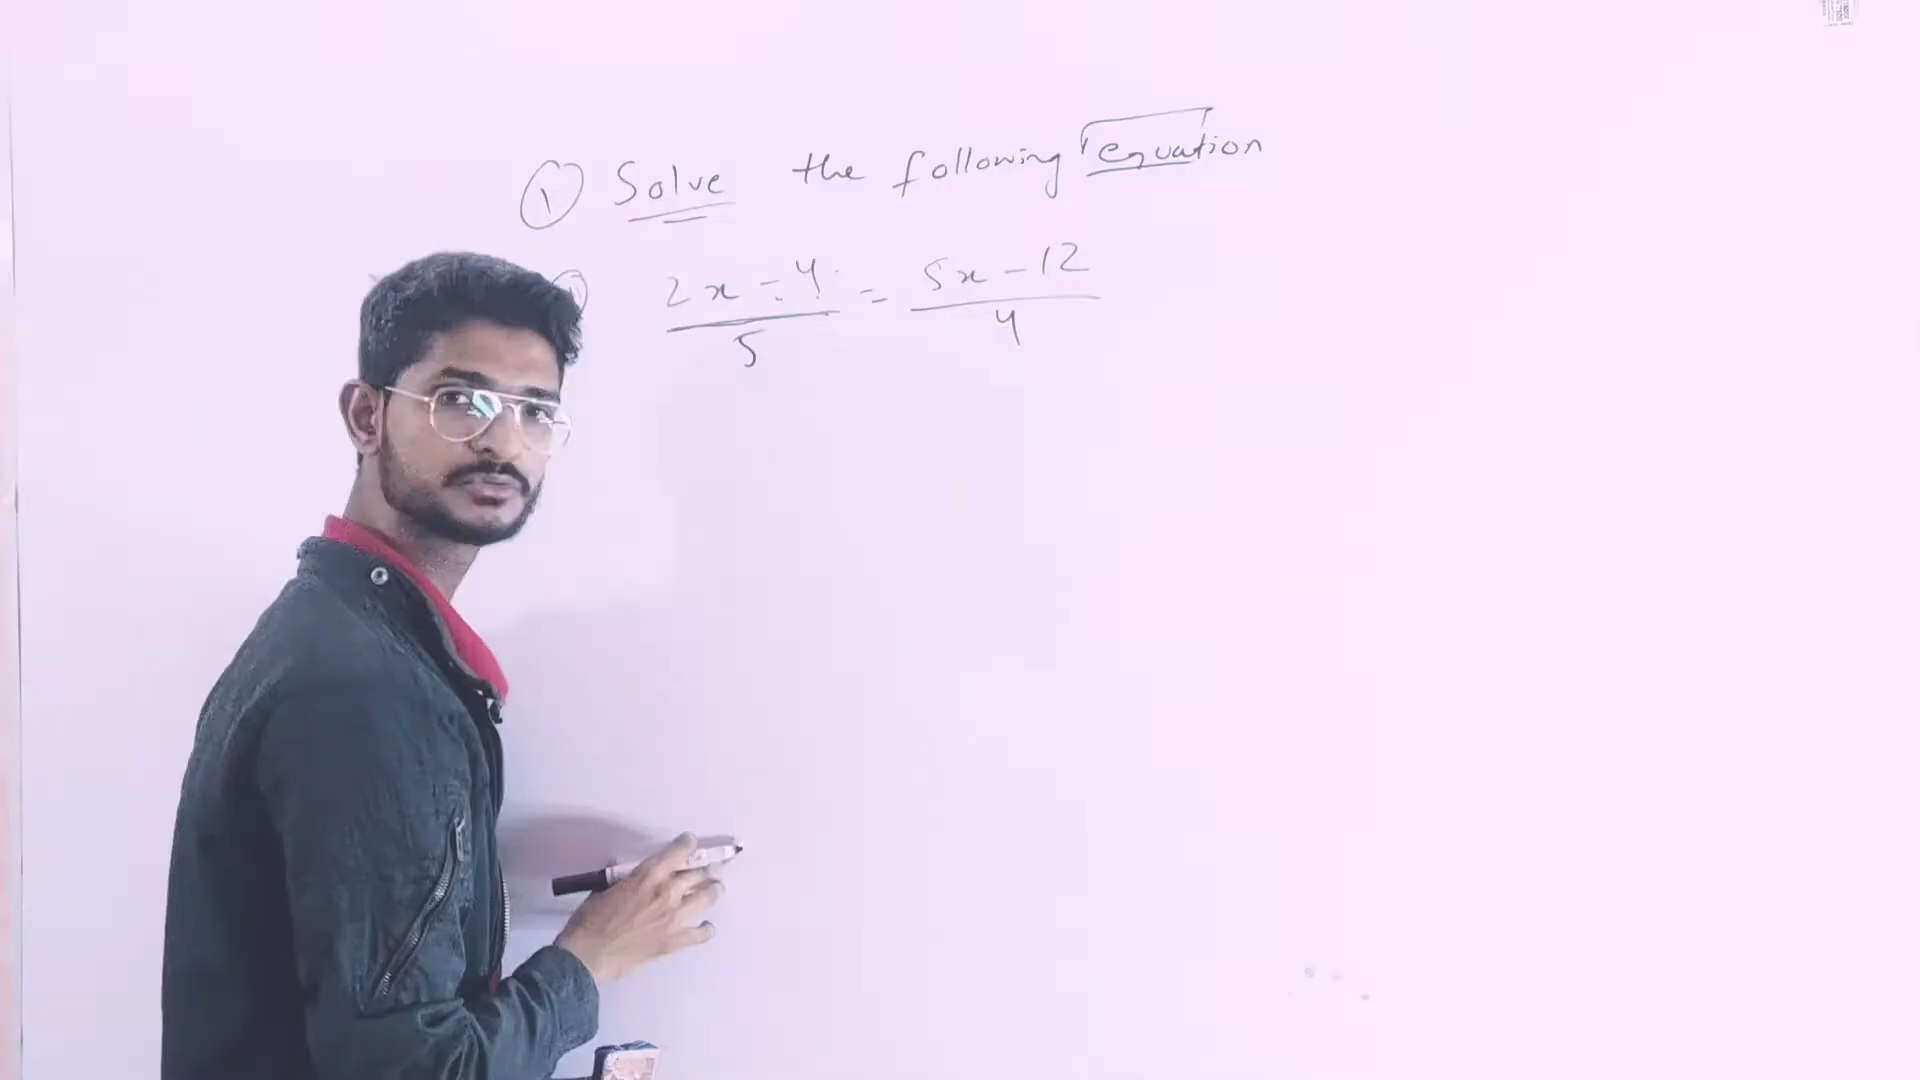 ① Solve the following equation
2x - 4 / 5 = 5x - 12 / 4